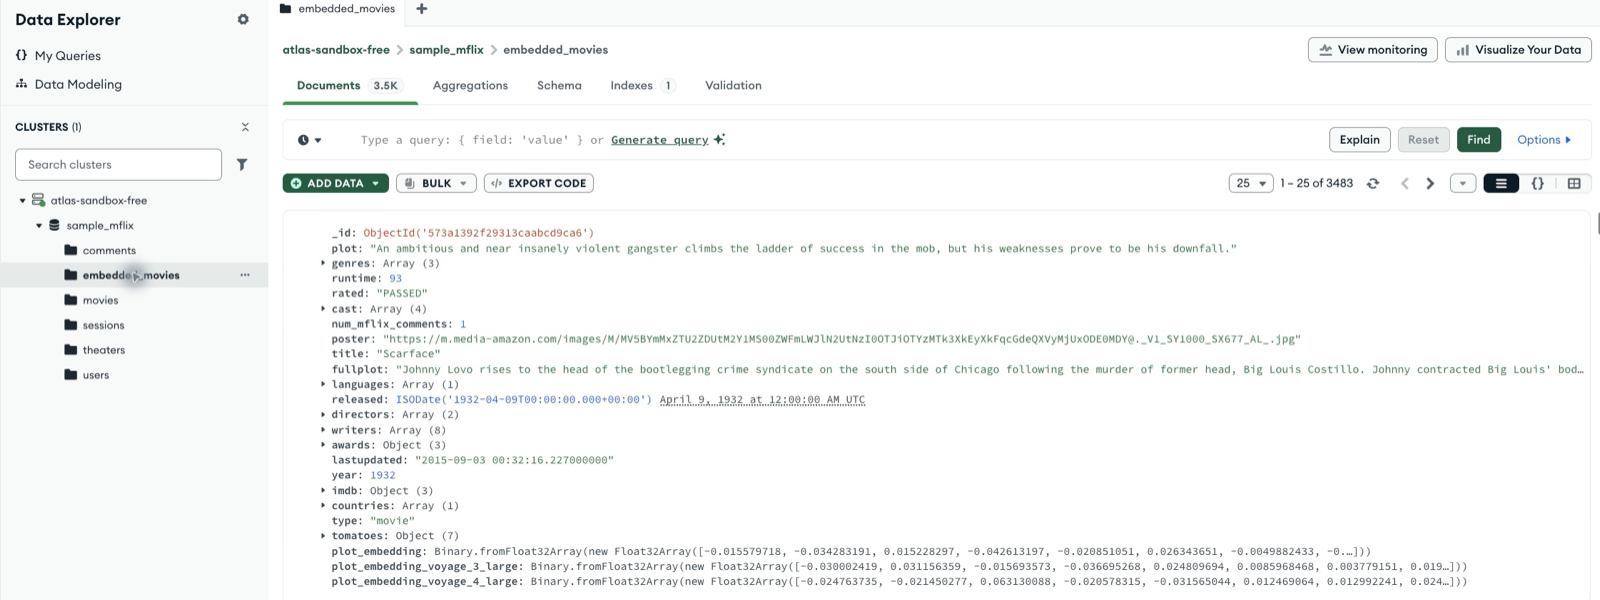 Data Explorer
My Queries
Data Modeling
CLUSTERS (1)
Search clusters
atlas-sandbox-free
sample_mflix
comments
embedded_movies
movies
sessions
theaters
users
embedded_movies
atlas-sandbox-free > sample_mflix > embedded_movies
View monitoring
Visualize Your Data
Documents 3.5K Aggregations Schema Indexes 1 Validation
Type a query: { field: 'value' } or Generate query
Explain Reset Find Options
ADD DATA BULK EXPORT CODE
25 1 – 25 of 3483
_id: ObjectId('573a1392f29313caabcd9ca6')
plot: "An ambitious and near insanely violent gangster climbs the ladder of success in the mob, but his weaknesses prove to be his downfall."
genres: Array (3)
runtime: 93
rated: "PASSED"
cast: Array (4)
num_mflix_comments: 1
poster: "https://m.media-amazon.com/images/M/MV5BYmMxZTU2ZDUtM2Y1MS00ZWFmLWJlN2UtNzI0OTJiOTYzMTk3XkEyXkFqcGdeQXVyMjUxODE0MDY@._V1_SY1000_SX677_AL_.jpg"
title: "Scarface"
fullplot: "Johnny Lovo rises to the head of the bootlegging crime syndicate on the south side of Chicago following the murder of former head, Big Louis Costillo. Johnny contracted Big Louis' bod…
languages: Array (1)
released: ISODate('1932-04-09T00:00:00.000+00:00') April 9, 1932 at 12:00:00 AM UTC
directors: Array (2)
writers: Array (8)
awards: Object (3)
lastupdated: "2015-09-03 00:32:16.227000000"
year: 1932
imdb: Object (3)
countries: Array (1)
type: "movie"
tomatoes: Object (7)
plot_embedding: Binary.fromFloat32Array(new Float32Array([-0.015579718, -0.034283191, 0.015228297, -0.042613197, -0.020851051, 0.026343651, -0.0049882433, -0.…]))
plot_embedding_voyage_3_large: Binary.fromFloat32Array(new Float32Array([-0.030002419, 0.031156359, -0.015693573, -0.036695268, 0.024809694, 0.0085968468, 0.003779151, 0.019…]))
plot_embedding_voyage_4_large: Binary.fromFloat32Array(new Float32Array([-0.024763735, -0.021450277, 0.063130088, -0.020578315, -0.031565044, 0.012469064, 0.012992241, 0.024…]))